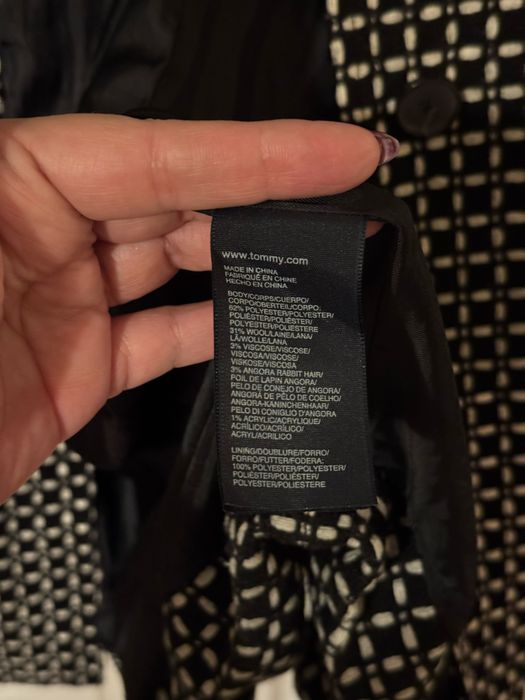 www.tommy.com
MADE IN CHINA
FABRIQUÉ EN CHINE
HECHO EN CHINA
BODY/CORPS/CUERPO/
CORPO/OBERTEIL/CORPO;
62% POLYESTER/POLYESTER/
POLIÉSTER/POLIÉSTER/
POLYESTER/POLIESTERE
31% WOOL/LAINE/LANA/
LÃ/WOLLE/LANA
3% VISCOSE/VISCOSE/
VISCOSA/VISCOSE/
VISKOSE/VISCOSA
3% ANGORA RABBIT HAIR/
POIL DE LAPIN ANGORA/
PELO DE CONEJO DE ANGORA/
ANGORÁ DE PÊLO DE COELHO/
ANGORA-KANINCHENHAAR/
PELO DI CONIGLIO D'ANGORA
1% ACRYLIC/ACRYLIQUE/
ACRÍLICO/ACRÍLICO/
ACRYL/ACRILICO
LINING/DOUBLURE/FORRO/
FORRO/FUTTER/FODERA:
100% POLYESTER/POLYESTER/
POLIÉSTER/POLIÉSTER/
POLYESTER/POLIESTERE